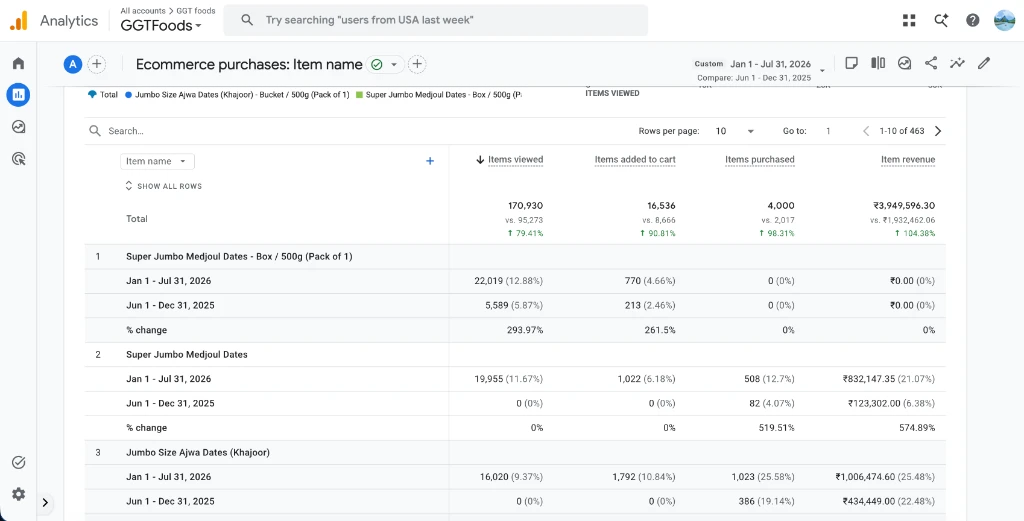 All accounts > GGT foods
Analytics
GGTFoods
Try searching "users from USA last week"
A
Ecommerce purchases: Item name
Custom Jan 1 - Jul 31, 2026
Compare: Jun 1 - Dec 31, 2025
Total Jumbo Size Ajwa Dates (Khajoor) - Bucket / 500g (Pack of 1) Super Jumbo Medjoul Dates - Box / 500g (P
ITEMS VIEWED
Search...
Rows per page: 10 Go to: 1 1-10 of 463
Item name Items viewed Items added to cart Items purchased Item revenue
SHOW ALL ROWS
Total
170,930 16,536 4,000 ₹3,949,596.30
vs. 95,273 vs. 8,666 vs. 2,017 vs. ₹1,932,462.06
79.41% 90.81% 98.31% 104.38%
1 Super Jumbo Medjoul Dates - Box / 500g (Pack of 1)
Jan 1 - Jul 31, 2026 22,019 (12.88%) 770 (4.66%) 0 (0%) ₹0.00 (0%)
Jun 1 - Dec 31, 2025 5,589 (5.87%) 213 (2.46%) 0 (0%) ₹0.00 (0%)
% change 293.97% 261.5% 0% 0%
2 Super Jumbo Medjoul Dates
Jan 1 - Jul 31, 2026 19,955 (11.67%) 1,022 (6.18%) 508 (12.7%) ₹832,147.35 (21.07%)
Jun 1 - Dec 31, 2025 0 (0%) 0 (0%) 82 (4.07%) ₹123,302.00 (6.38%)
% change 0% 0% 519.51% 574.89%
3 Jumbo Size Ajwa Dates (Khajoor)
Jan 1 - Jul 31, 2026 16,020 (9.37%) 1,792 (10.84%) 1,023 (25.58%) ₹1,006,474.60 (25.48%)
Jun 1 - Dec 31, 2025 0 (0%) 0 (0%) 386 (19.14%) ₹434,449.00 (22.48%)